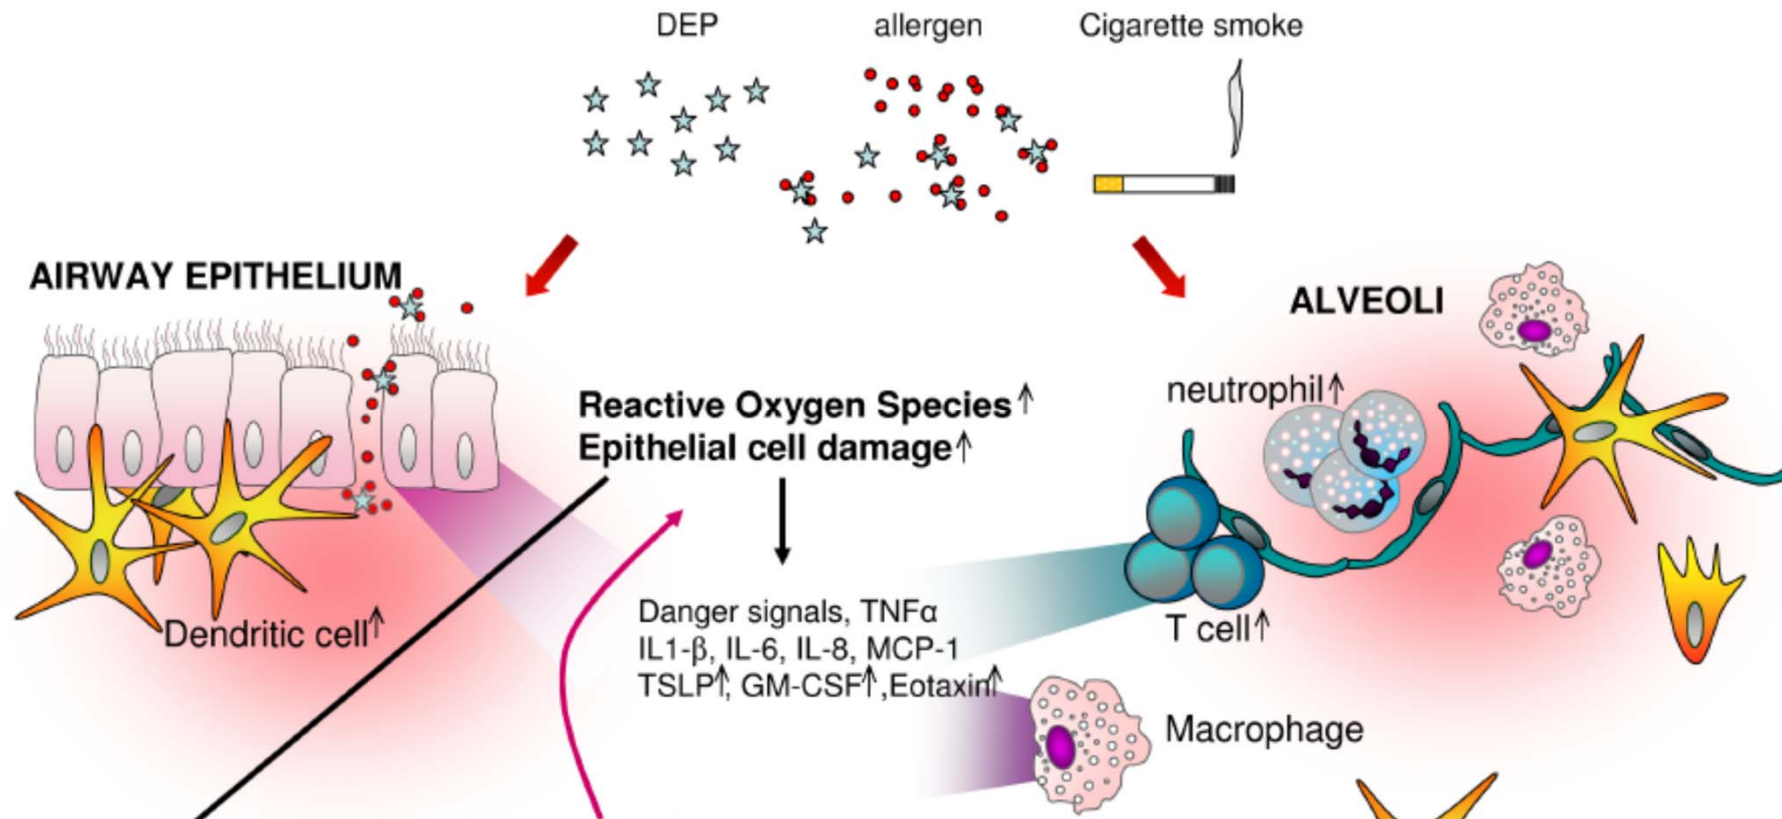 DEP
allergen
Cigarette smoke
AIRWAY EPITHELIUM
ALVEOLI
Reactive Oxygen Species↑
Epithelial cell damage↑
neutrophil↑
Danger signals, TNFα
IL1-β, IL-6, IL-8, MCP-1
TSLP↑, GM-CSF↑,Eotaxin↑
Dendritic cell↑
T cell↑
Macrophage